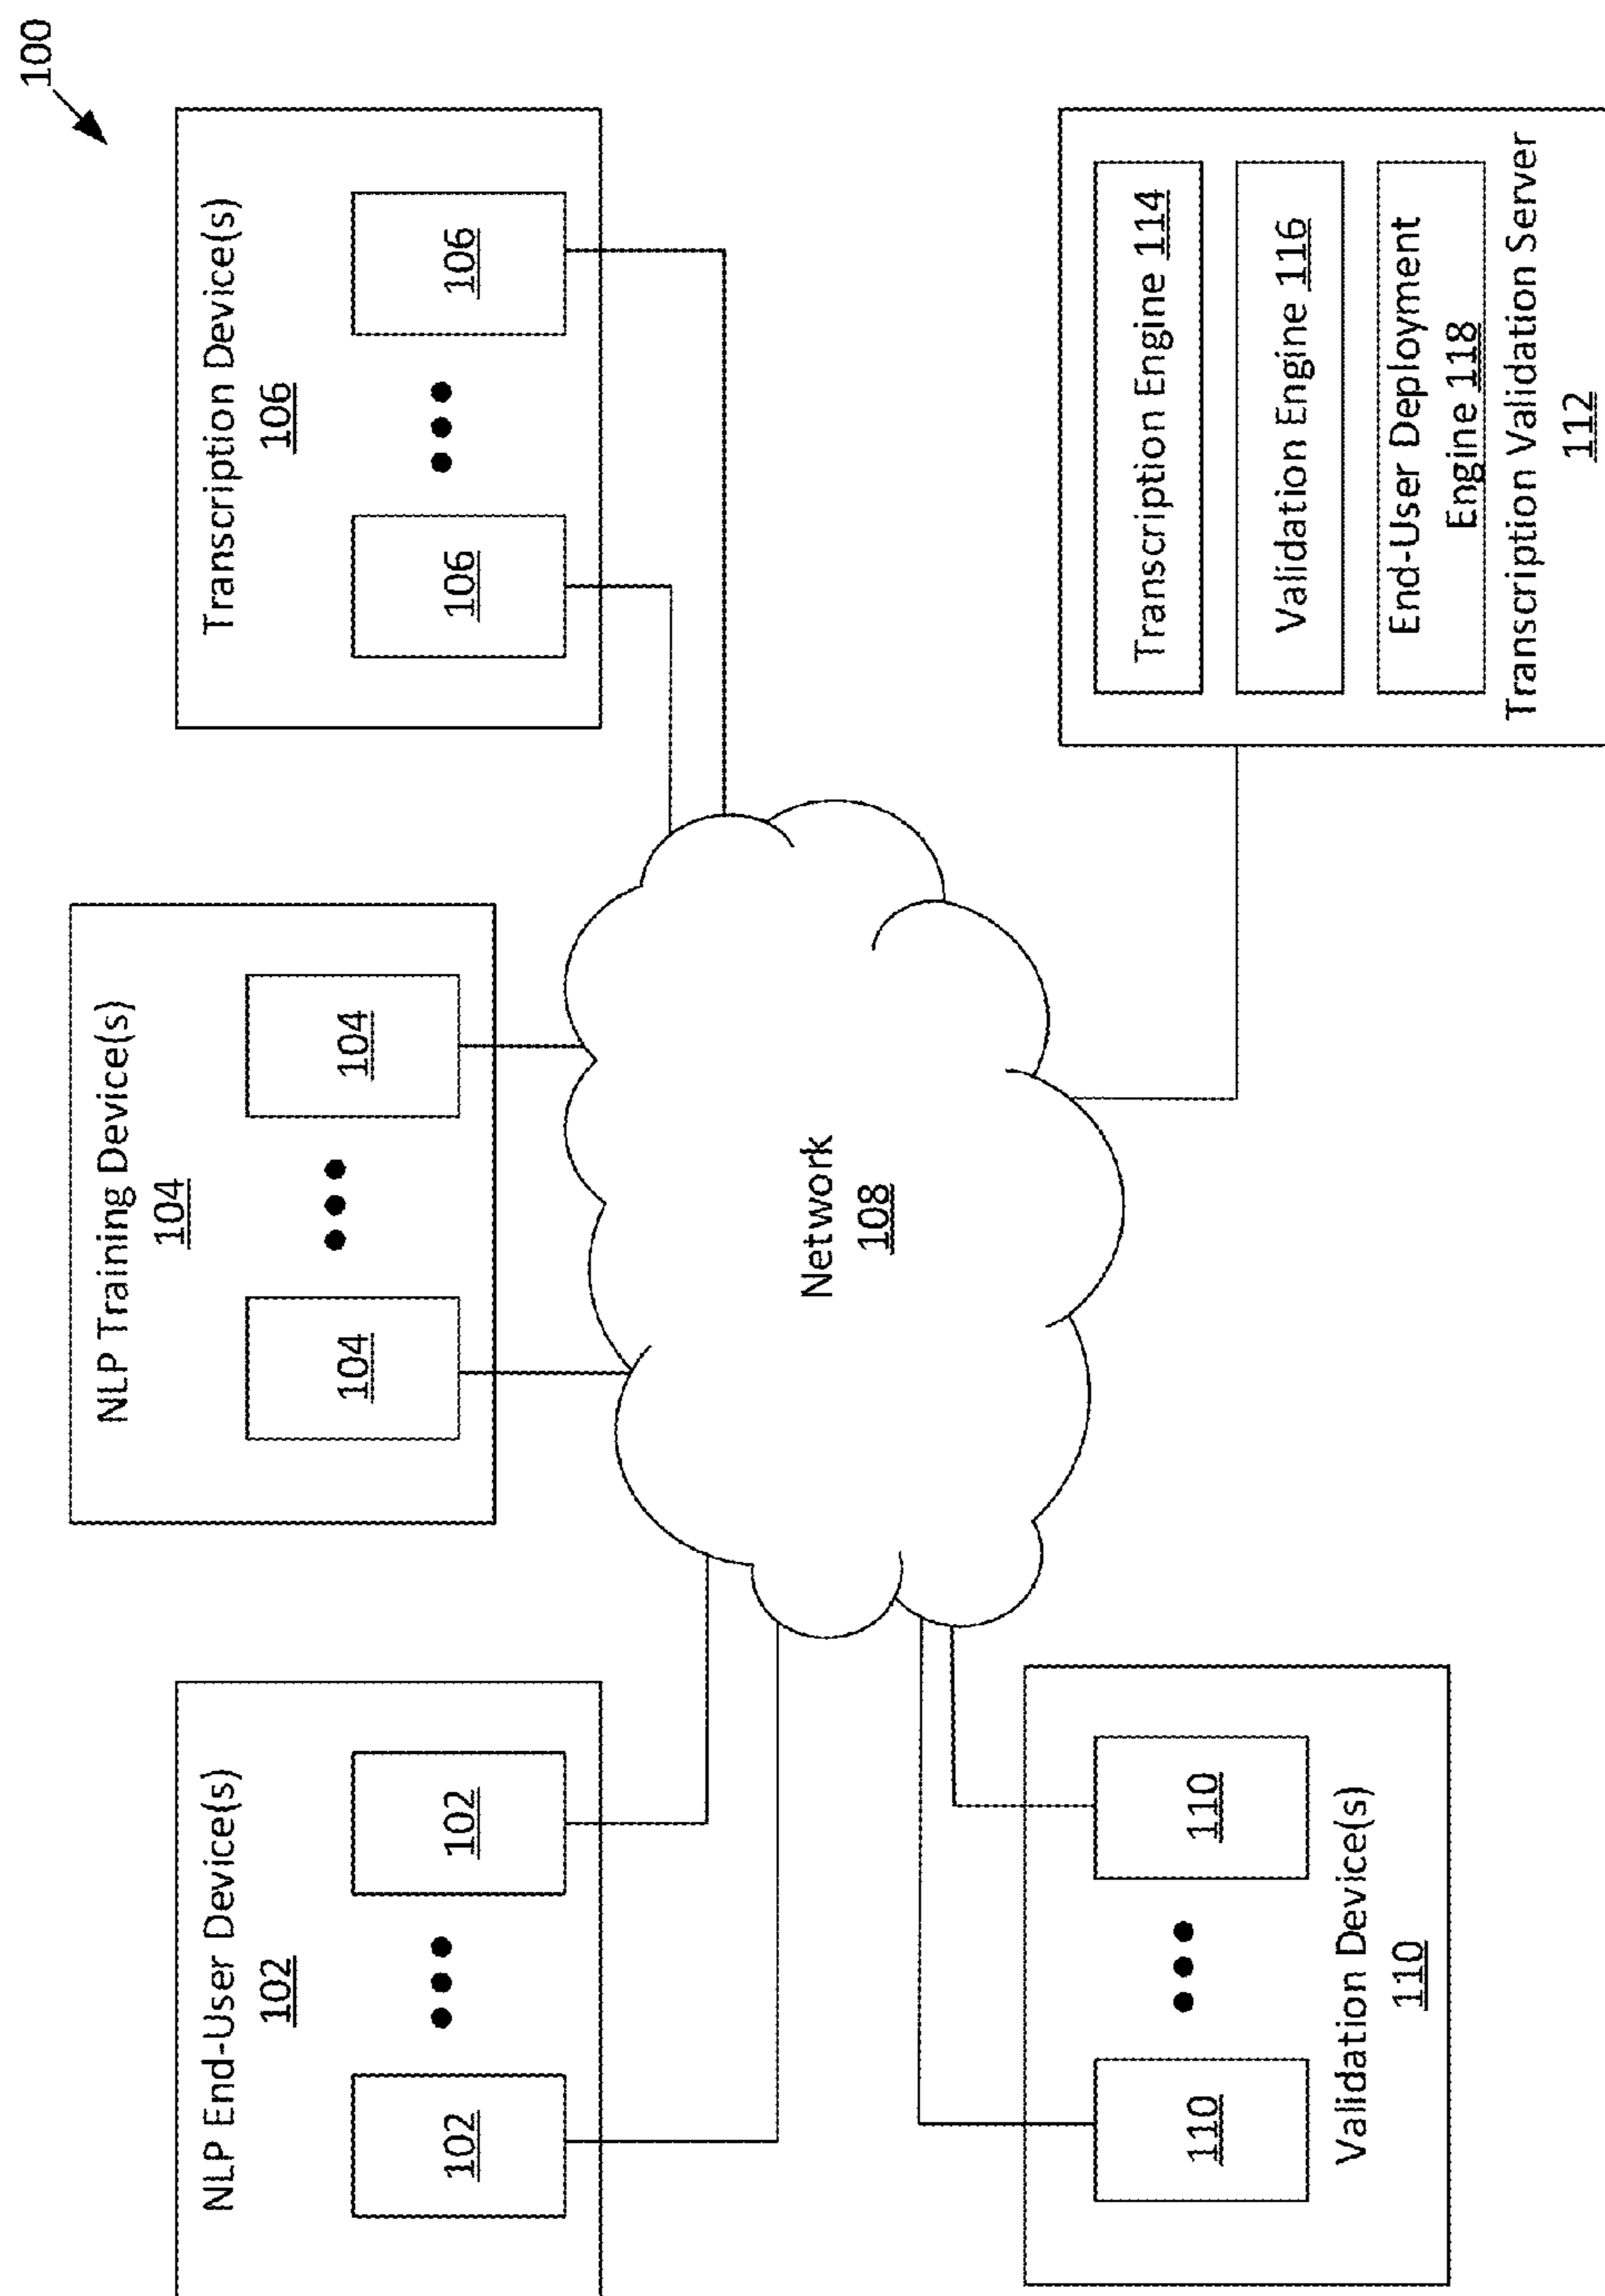 100
NLP End-User Device(s)
102
102
102
NLP Training Device(s)
104
104
104
Transcription Device(s)
106
106
106
Network
108
110
110
Validation Device(s)
110
Transcription Engine 114
Validation Engine 116
End-User Deployment
Engine 118
Transcription Validation Server
112